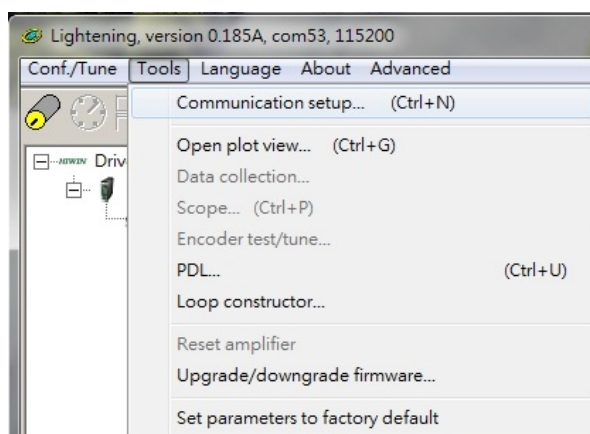 Lightening, version 0.185A, com53, 115200
Conf./Tune Tools Language About Advanced
Communication setup... (Ctrl+N)
Open plot view... (Ctrl+G)
HIWIN Driv
Data collection...
Scope... (Ctrl+P)
Encoder test/tune...
PDL... (Ctrl+U)
Loop constructor...
Reset amplifier
Upgrade/downgrade firmware...
Set parameters to factory default